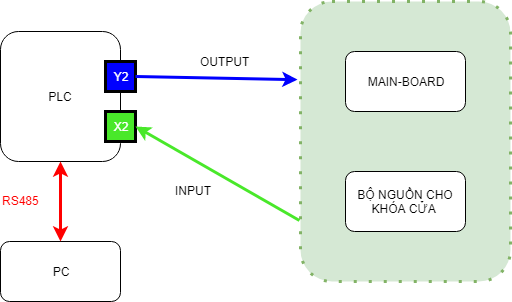 OUTPUT
Y2
PLC
MAIN-BOARD
X2
INPUT
BỘ NGUỒN CHO
KHÓA CỬA
RS485
PC